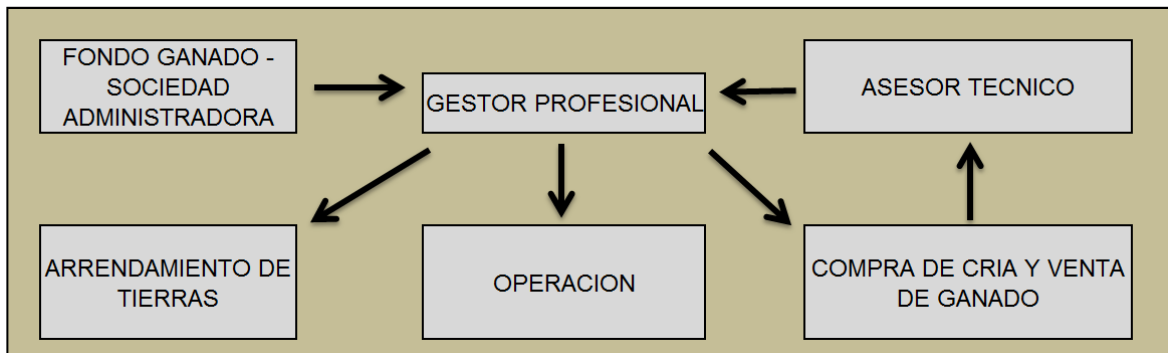 FONDO GANADO -
SOCIEDAD
ADMINISTRADORA
GESTOR PROFESIONAL
ASESOR TECNICO
ARRENDAMIENTO DE
TIERRAS
OPERACION
COMPRA DE CRIA Y VENTA
DE GANADO